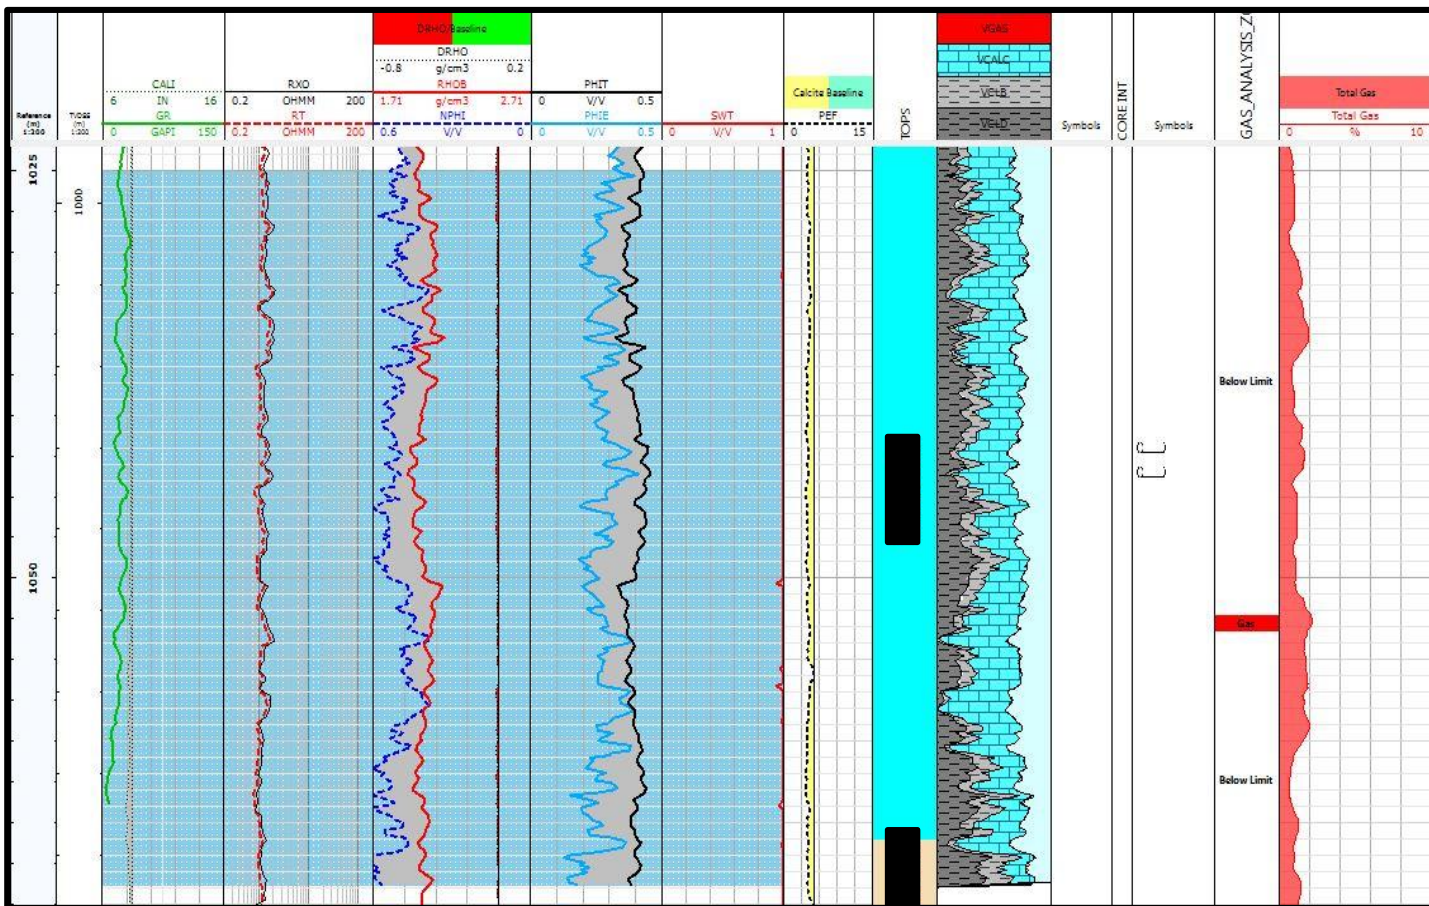 DRHO/Baseline
VGAS
DRHO
-0.8 g/cm3 0.2
VCALC
CALI
RXO
RHOB
PHIT
Calcite Baseline
VCLB
Total Gas
6 IN 16
0.2 OHMM 200
1.71 g/cm3 2.71
0 V/V 0.5
Reference (m) 1:200
TVDSS (m) 1:200
GR
RT
NPHI
PHIE
SWT
PEF
VCLD
Total Gas
0 GAPI 150
0.2 OHMM 200
0.6 V/V 0
0 V/V 0.5
0 V/V 1
0 15
TOPS
Symbols
CORE INT
Symbols
0 % 10
1025
1000
Below Limit
1050
Gas
Below Limit